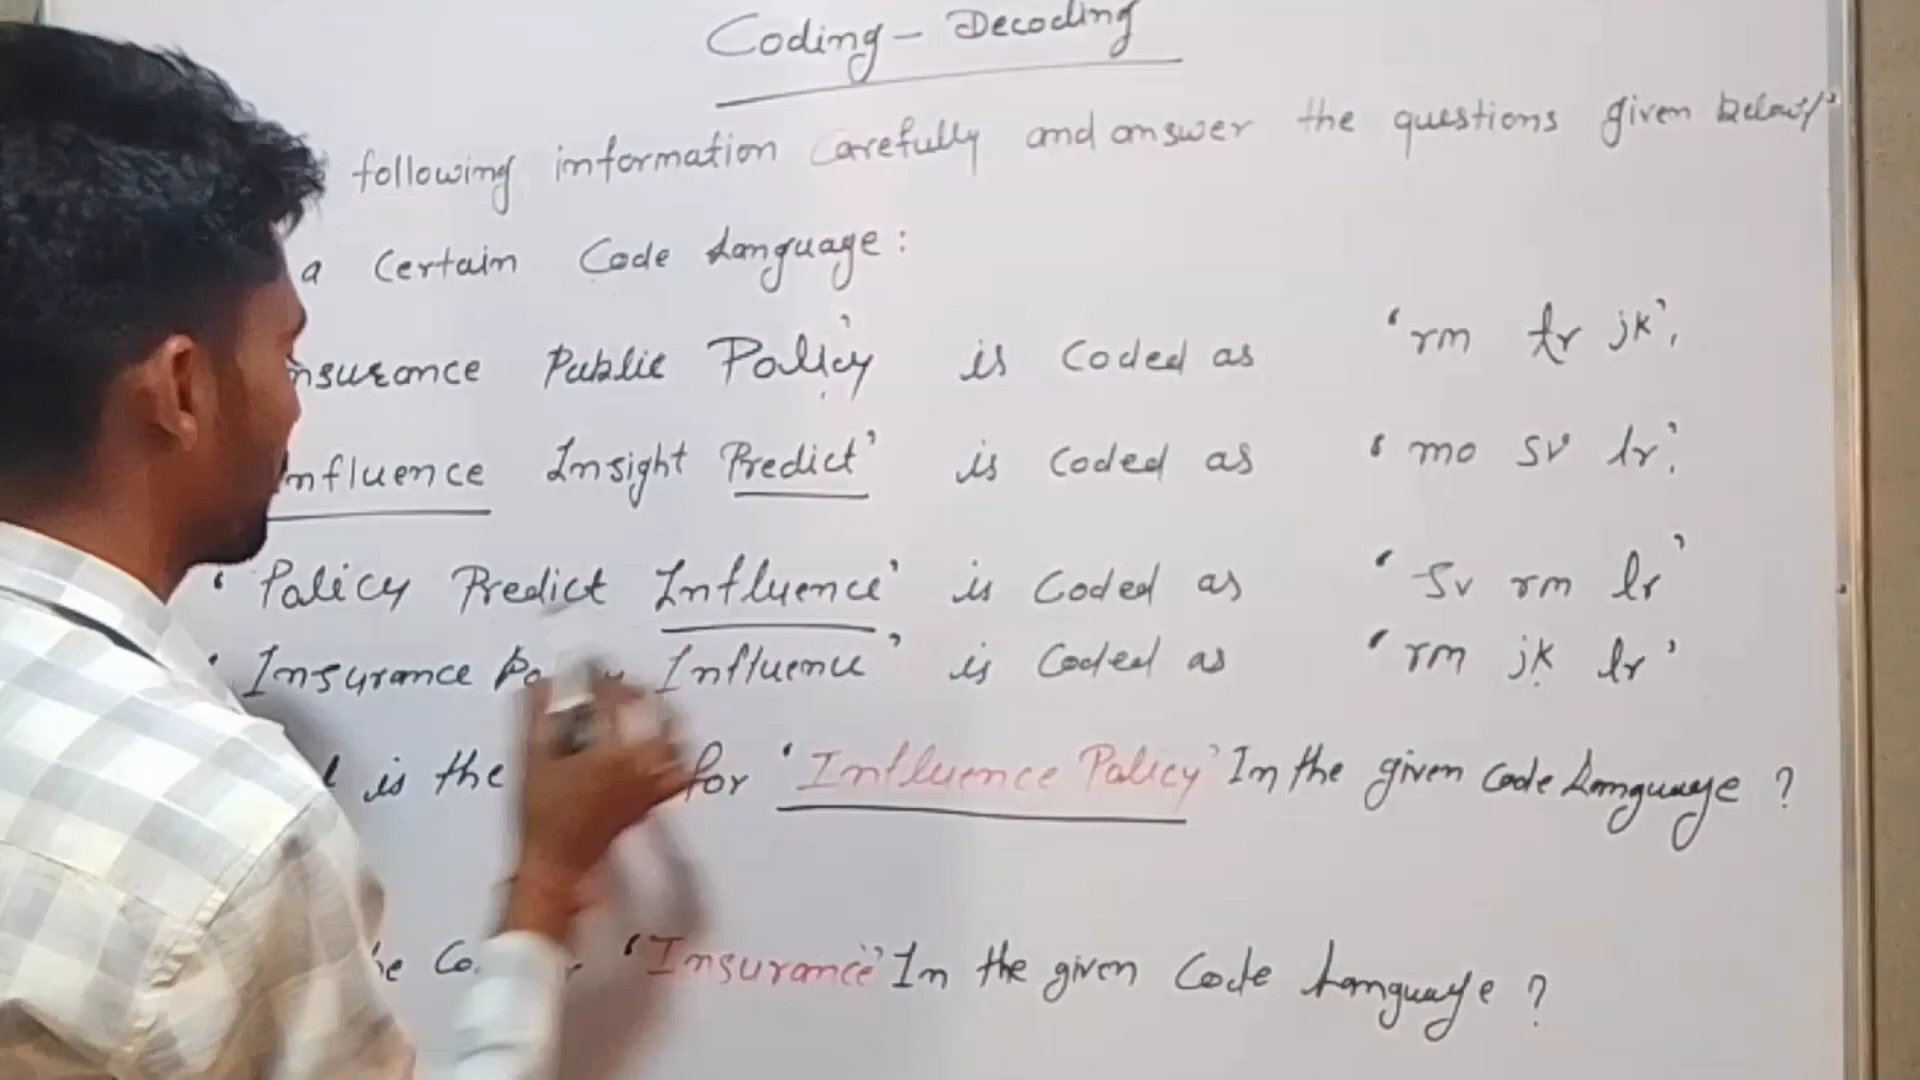 Coding - Decoding
following information Carefully and answer the questions given below:
a Certain Code Language:
nsurance Public Policy' is Coded as 'rm tr jk',
nfluence Insight Predict' is Coded as 'mo sv lr'.
'Policy Predict Influence' is Coded as 'sv rm lr'
'Insurance Po Influence' is Coded as 'rm jk lr'
is the for 'Influence Policy' In the given Code Language ?
he Co 'Insurance' In the given Code Language ?